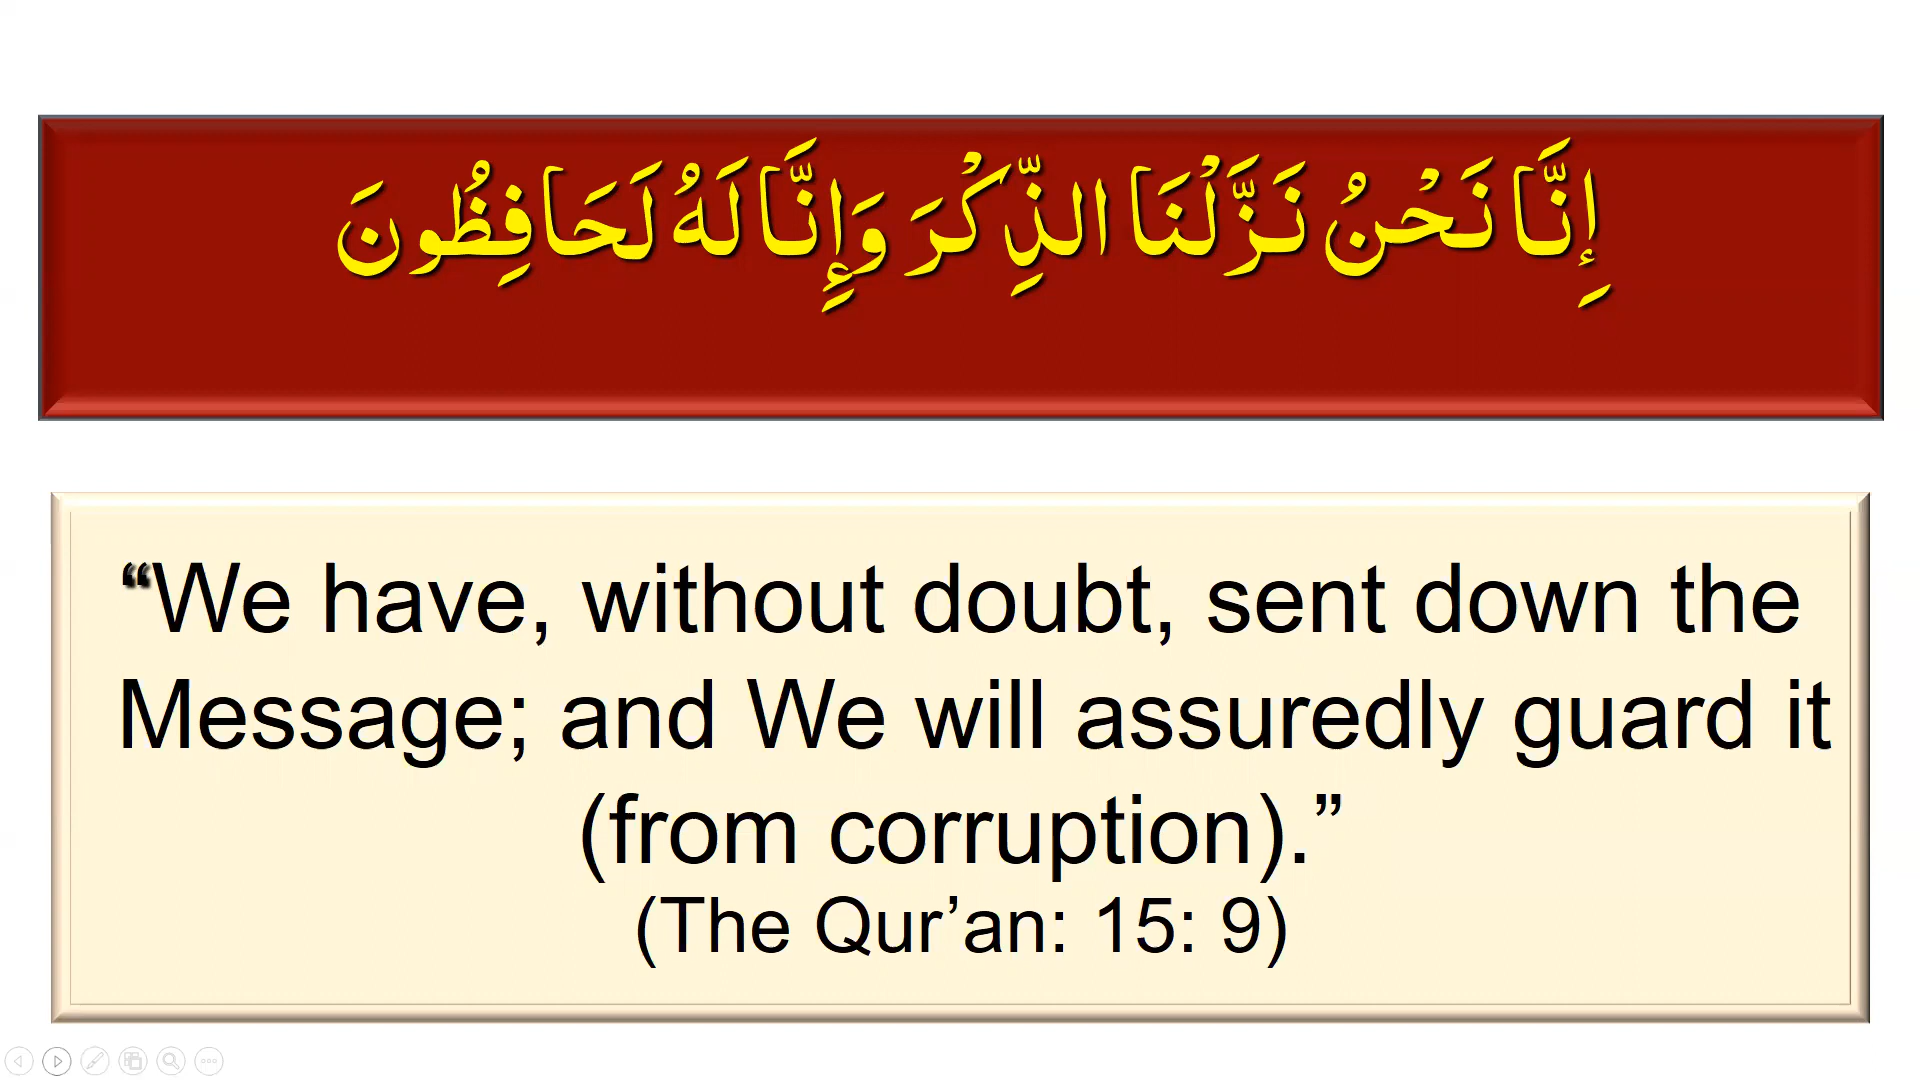 إِنَّا نَحْنُ نَزَّلْنَا الذِّكْرَ وَإِنَّا لَهُ لَحَافِظُونَ
“We have, without doubt, sent down the
Message; and We will assuredly guard it
(from corruption).”
(The Qur’an: 15: 9)